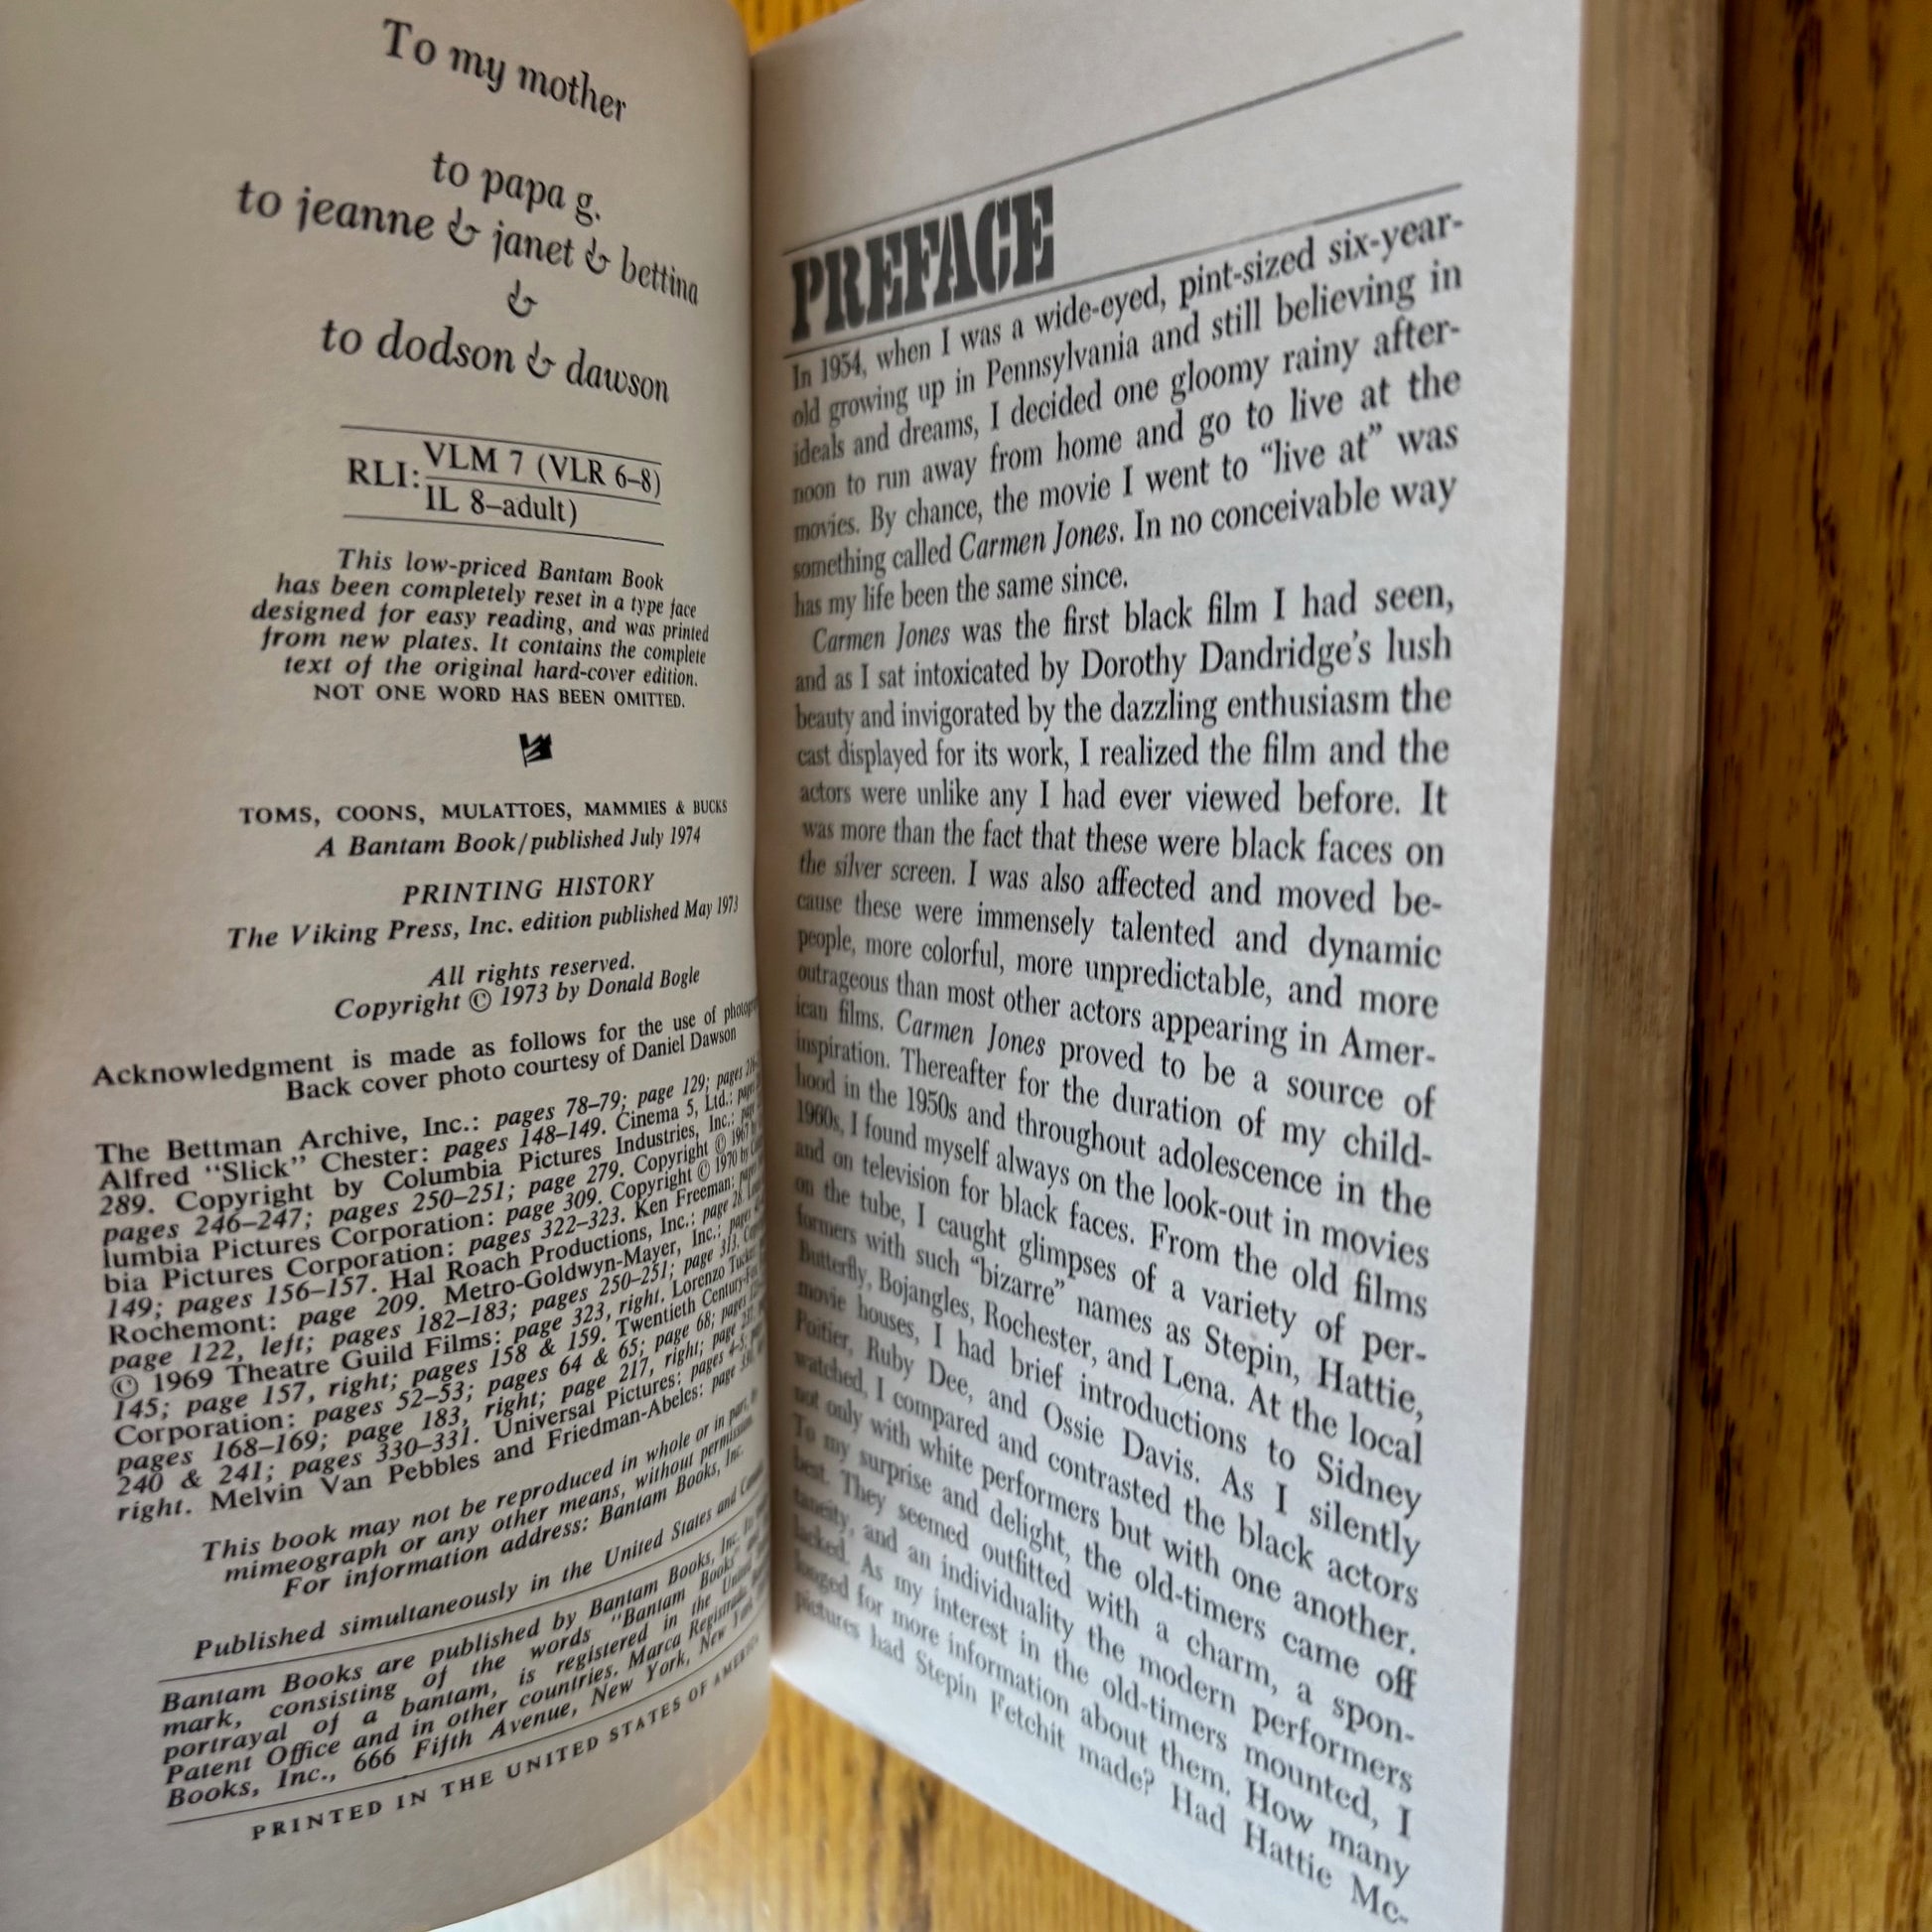 To my mother
to papa g.
to jeanne & janet & bettina
&
to dodson & dawson
RLI: VLM 7 (VLR 6–8)
IL 8–adult)
This low-priced Bantam Book
has been completely reset in a type face
designed for easy reading, and was printed
from new plates. It contains the complete
text of the original hard-cover edition.
NOT ONE WORD HAS BEEN OMITTED.
TOMS, COONS, MULATTOES, MAMMIES & BUCKS
A Bantam Book/published July 1974
PRINTING HISTORY
The Viking Press, Inc. edition published May 1973
All rights reserved.
Copyright © 1973 by Donald Bogle
Acknowledgment is made as follows for the use of
Back cover photo courtesy of Daniel Dawson
The Bettman Archive, Inc.: pages 78–79; page 129; pages
Alfred "Slick" Chester: pages 148–149. Cinema 5, Ltd.:
289. Copyright by Columbia Pictures Industries, Inc.:
pages 246–247; pages 250–251; page 279. Copyright © 1967
lumbia Pictures Corporation: page 309. Copyright © 1970 by
bia Pictures Corporation: pages 322–323. Ken Freeman:
149; pages 156–157. Hal Roach Productions, Inc.: page 28.
Rochemont: page 209. Metro-Goldwyn-Mayer, Inc.:
page 122, left; pages 182–183; pages 250–251; page 313.
© 1969 Theatre Guild Films: page 323, right. Lorenzo
145; page 157, right; pages 158 & 159. Twentieth
Corporation: pages 52–53; pages 64 & 65; page 68;
pages 168–169; page 183, right; page 217, right;
240 & 241; pages 330–331. Universal Pictures: pages
right. Melvin Van Pebbles and Friedman-Abeles: page
This book may not be reproduced in whole or in part, by
mimeograph or any other means, without permission.
For information address: Bantam Books, Inc.
Published simultaneously in the United States and
Bantam Books are published by Bantam Books, Inc.
mark, consisting of the words "Bantam Books"
portrayal of a bantam, is registered in the
Patent Office and in other countries. Marca
Books, Inc., 666 Fifth Avenue, New York, New
PRINTED IN THE UNITED STATES OF AMERICA
PREFACE
In 1954, when I was a wide-eyed, pint-sized six-year-
old growing up in Pennsylvania and still believing in
ideals and dreams, I decided one gloomy rainy after-
noon to run away from home and go to live at the
movies. By chance, the movie I went to “live at” was
something called Carmen Jones. In no conceivable way
has my life been the same since.
Carmen Jones was the first black film I had seen,
and as I sat intoxicated by Dorothy Dandridge's lush
beauty and invigorated by the dazzling enthusiasm the
cast displayed for its work, I realized the film and the
actors were unlike any I had ever viewed before. It
was more than the fact that these were black faces on
the silver screen. I was also affected and moved be-
cause these were immensely talented and dynamic
people, more colorful, more unpredictable, and more
outrageous than most other actors appearing in Amer-
ican films. Carmen Jones proved to be a source of
inspiration. Thereafter for the duration of my child-
hood in the 1950s and throughout adolescence in the
1960s, I found myself always on the look-out in movies
and on television for black faces. From the old films
on the tube, I caught glimpses of a variety of per-
formers with such “bizarre” names as Stepin, Hattie,
Butterfly, Bojangles, Rochester, and Lena. At the local
movie houses, I had brief introductions to Sidney
Poitier, Ruby Dee, and Ossie Davis. As I silently
watched, I compared and contrasted the black actors
not only with white performers but with one another.
To my surprise and delight, the old-timers came off
best. They seemed outfitted with a charm, a spon-
taneity, and an individuality the modern performers
lacked. As my interest in the old-timers mounted, I
longed for more information about them. How many
pictures had Stepin Fetchit made? Had Hattie Mc-